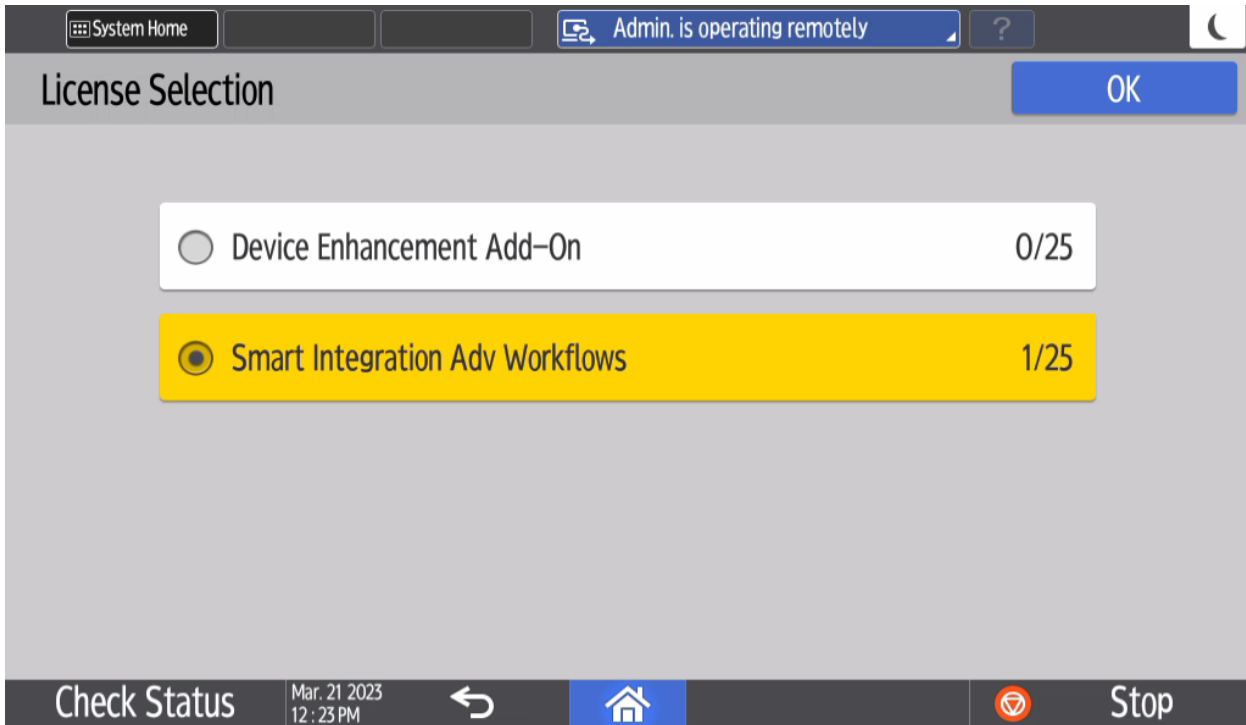 System Home
Admin. is operating remotely
?
License Selection
OK
Device Enhancement Add-On 0/25
Smart Integration Adv Workflows 1/25
Check Status
Mar. 21 2023
12 : 23 PM
Stop